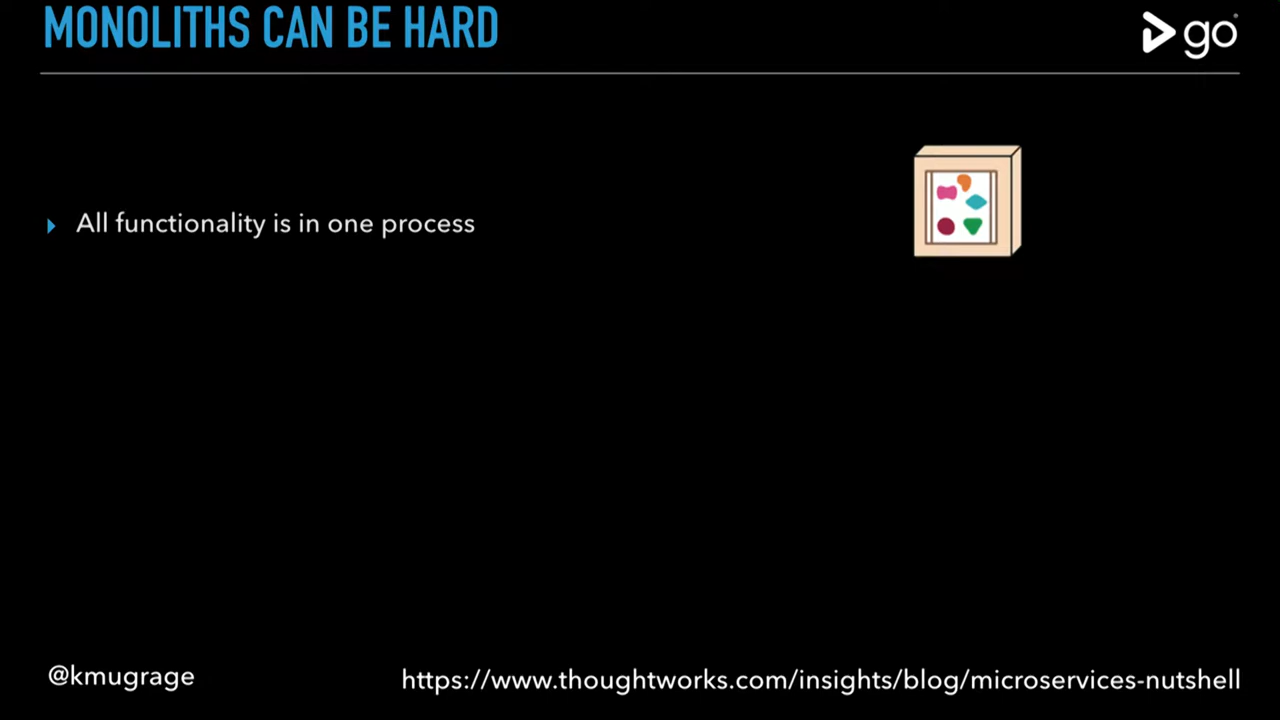 MONOLITHS CAN BE HARD
go
All functionality is in one process
@kmugrage
https://www.thoughtworks.com/insights/blog/microservices-nutshell